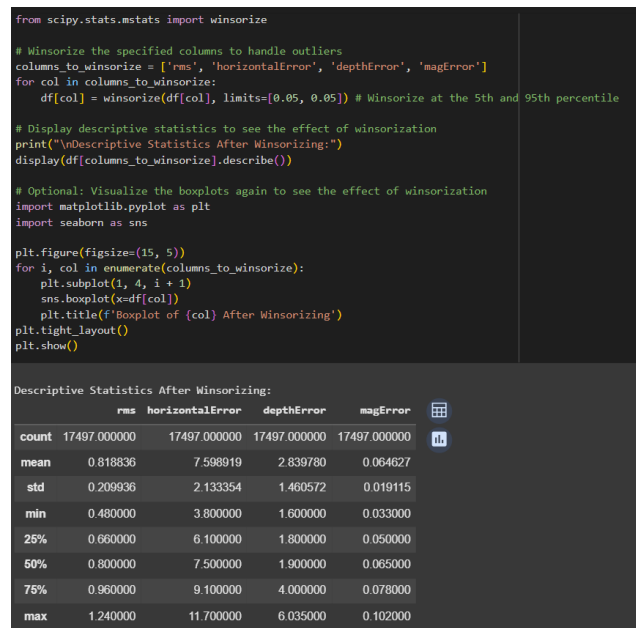 from scipy.stats.mstats import winsorize

# Winsorize the specified columns to handle outliers
columns_to_winsorize = ['rms', 'horizontalError', 'depthError', 'magError']
for col in columns_to_winsorize:
    df[col] = winsorize(df[col], limits=[0.05, 0.05]) # Winsorize at the 5th and 95th percentile

# Display descriptive statistics to see the effect of winsorization
print("\nDescriptive Statistics After Winsorizing:")
display(df[columns_to_winsorize].describe())

# Optional: Visualize the boxplots again to see the effect of winsorization
import matplotlib.pyplot as plt
import seaborn as sns

plt.figure(figsize=(15, 5))
for i, col in enumerate(columns_to_winsorize):
    plt.subplot(1, 4, i + 1)
    sns.boxplot(x=df[col])
    plt.title(f'Boxplot of {col} After Winsorizing')
plt.tight_layout()
plt.show()

Descriptive Statistics After Winsorizing:
rms horizontalError depthError magError
count 17497.000000 17497.000000 17497.000000 17497.000000
mean 0.818836 7.598919 2.839780 0.064627
std 0.209936 2.133354 1.460572 0.019115
min 0.480000 3.800000 1.600000 0.033000
25% 0.660000 6.100000 1.800000 0.050000
50% 0.800000 7.500000 1.900000 0.065000
75% 0.960000 9.100000 4.000000 0.078000
max 1.240000 11.700000 6.035000 0.102000